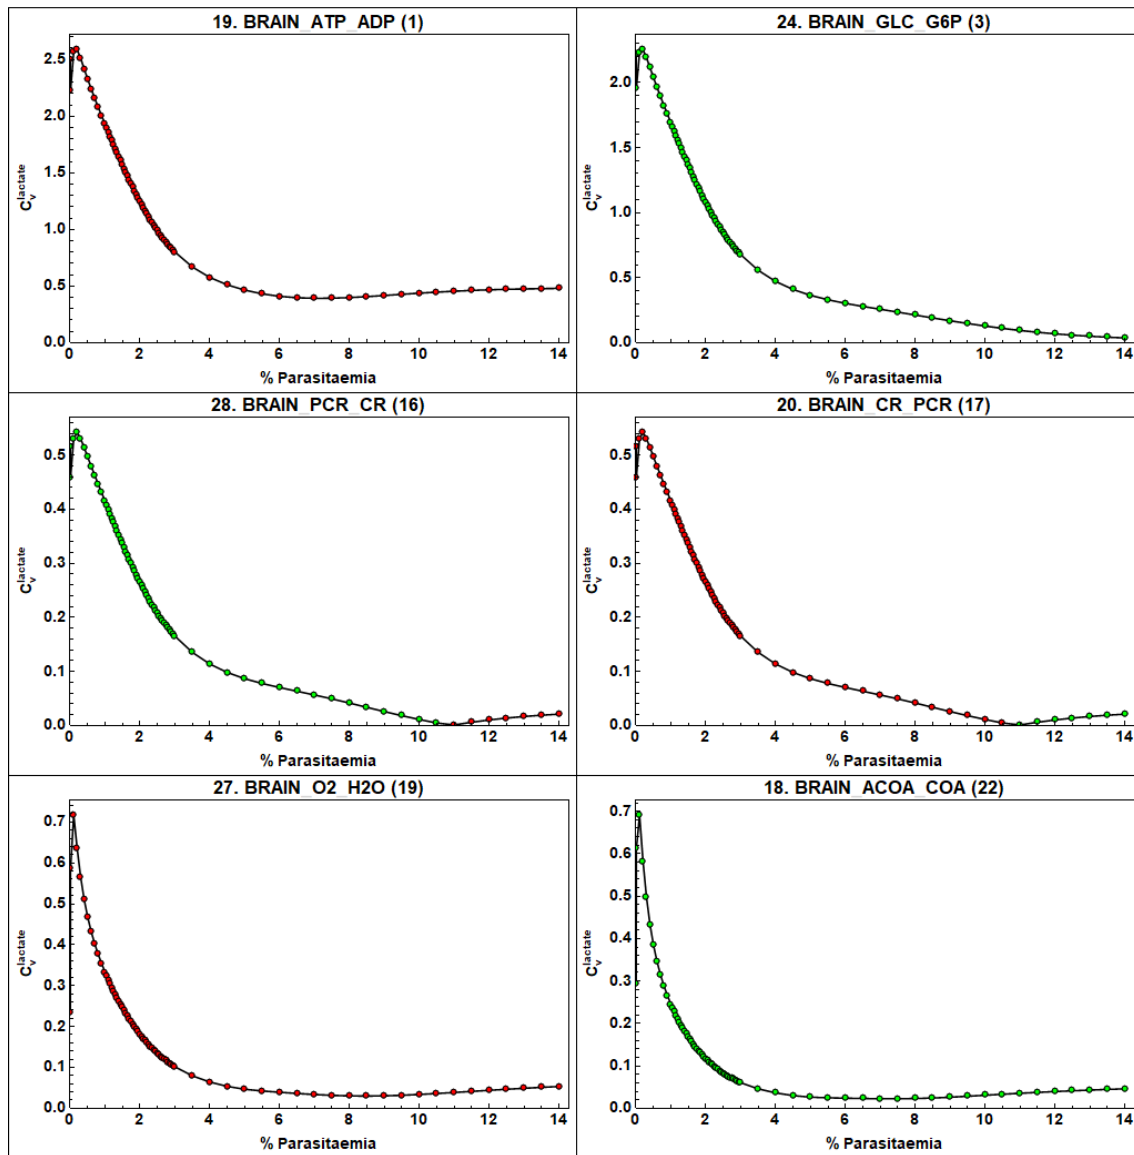 19. BRAIN_ATP_ADP (1)
C_v^lactate
2.5
2.0
1.5
1.0
0.5
0.0
0 2 4 6 8 10 12 14
% Parasitaemia
24. BRAIN_GLC_G6P (3)
C_v^lactate
2.0
1.5
1.0
0.5
0.0
0 2 4 6 8 10 12 14
% Parasitaemia
28. BRAIN_PCR_CR (16)
C_v^lactate
0.5
0.4
0.3
0.2
0.1
0.0
0 2 4 6 8 10 12 14
% Parasitaemia
20. BRAIN_CR_PCR (17)
C_v^lactate
0.5
0.4
0.3
0.2
0.1
0.0
0 2 4 6 8 10 12 14
% Parasitaemia
27. BRAIN_O2_H2O (19)
C_v^lactate
0.7
0.6
0.5
0.4
0.3
0.2
0.1
0.0
0 2 4 6 8 10 12 14
% Parasitaemia
18. BRAIN_ACOA_COA (22)
C_v^lactate
0.7
0.6
0.5
0.4
0.3
0.2
0.1
0.0
0 2 4 6 8 10 12 14
% Parasitaemia